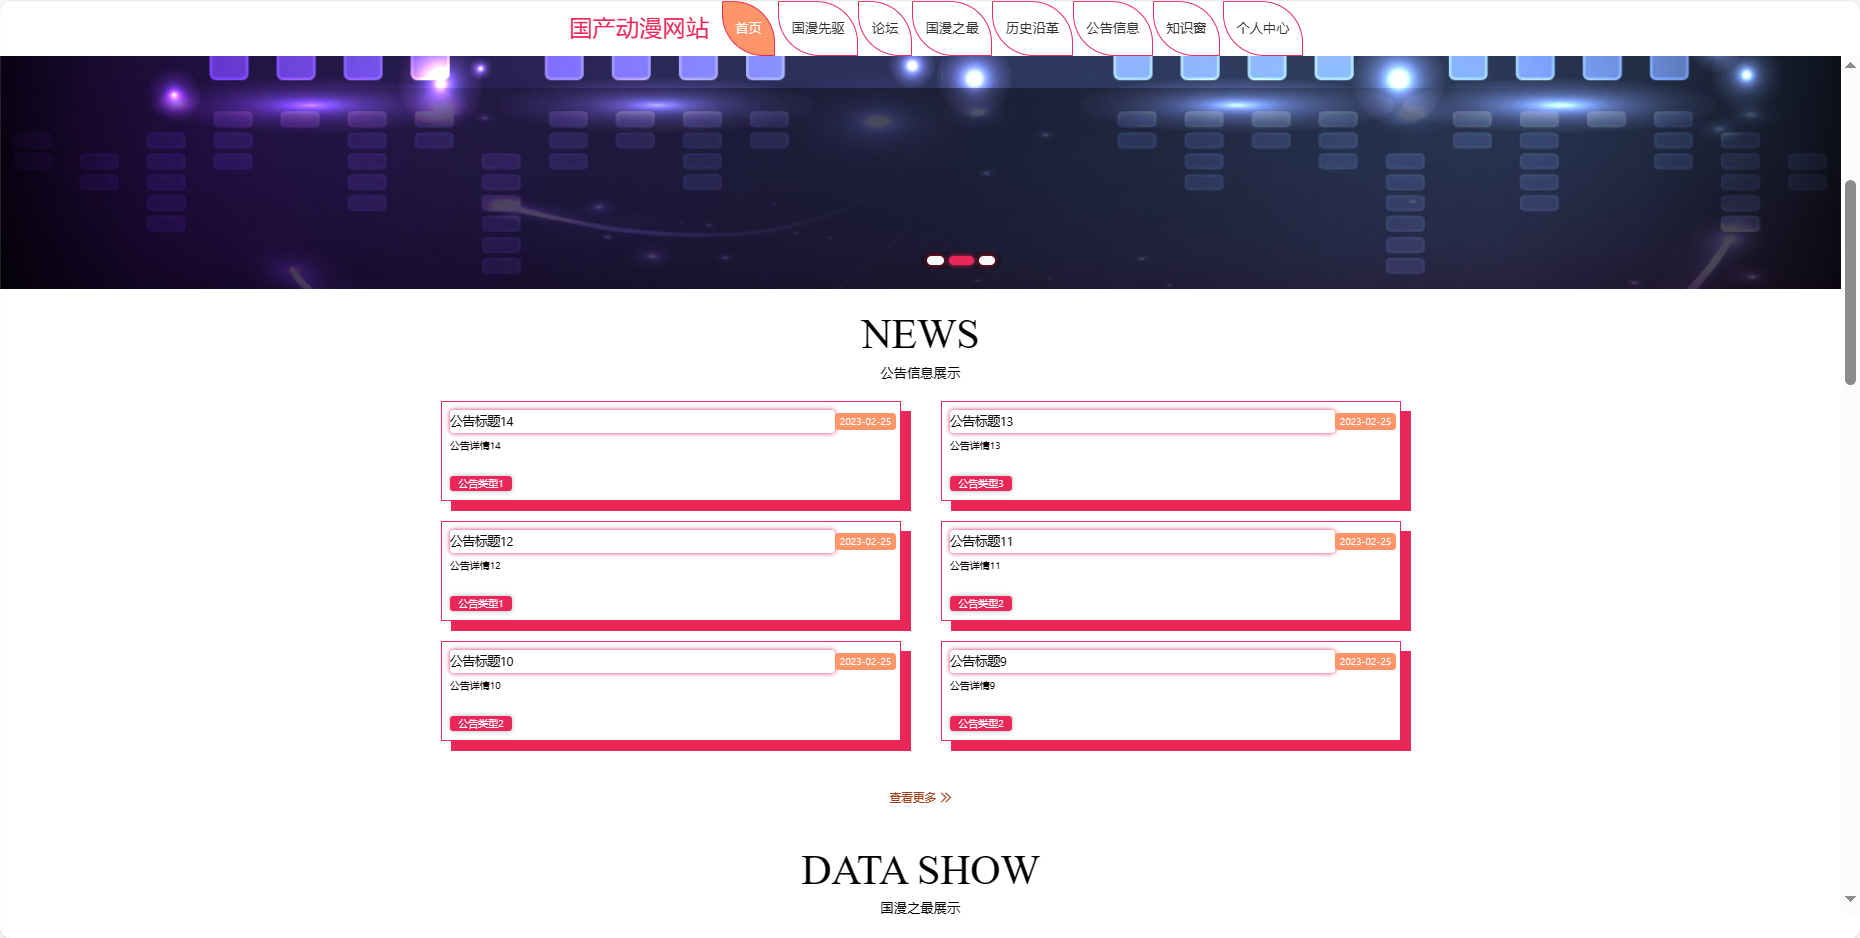 国产动漫网站 首页 国漫先驱 论坛 国漫之最 历史沿革 公告信息 知识窗 个人中心
NEWS
公告信息展示
公告标题14 2023-02-25
公告详情14
公告类型1
公告标题13 2023-02-25
公告详情13
公告类型3
公告标题12 2023-02-25
公告详情12
公告类型1
公告标题11 2023-02-25
公告详情11
公告类型2
公告标题10 2023-02-25
公告详情10
公告类型2
公告标题9 2023-02-25
公告详情9
公告类型2
查看更多
DATA SHOW
国漫之最展示